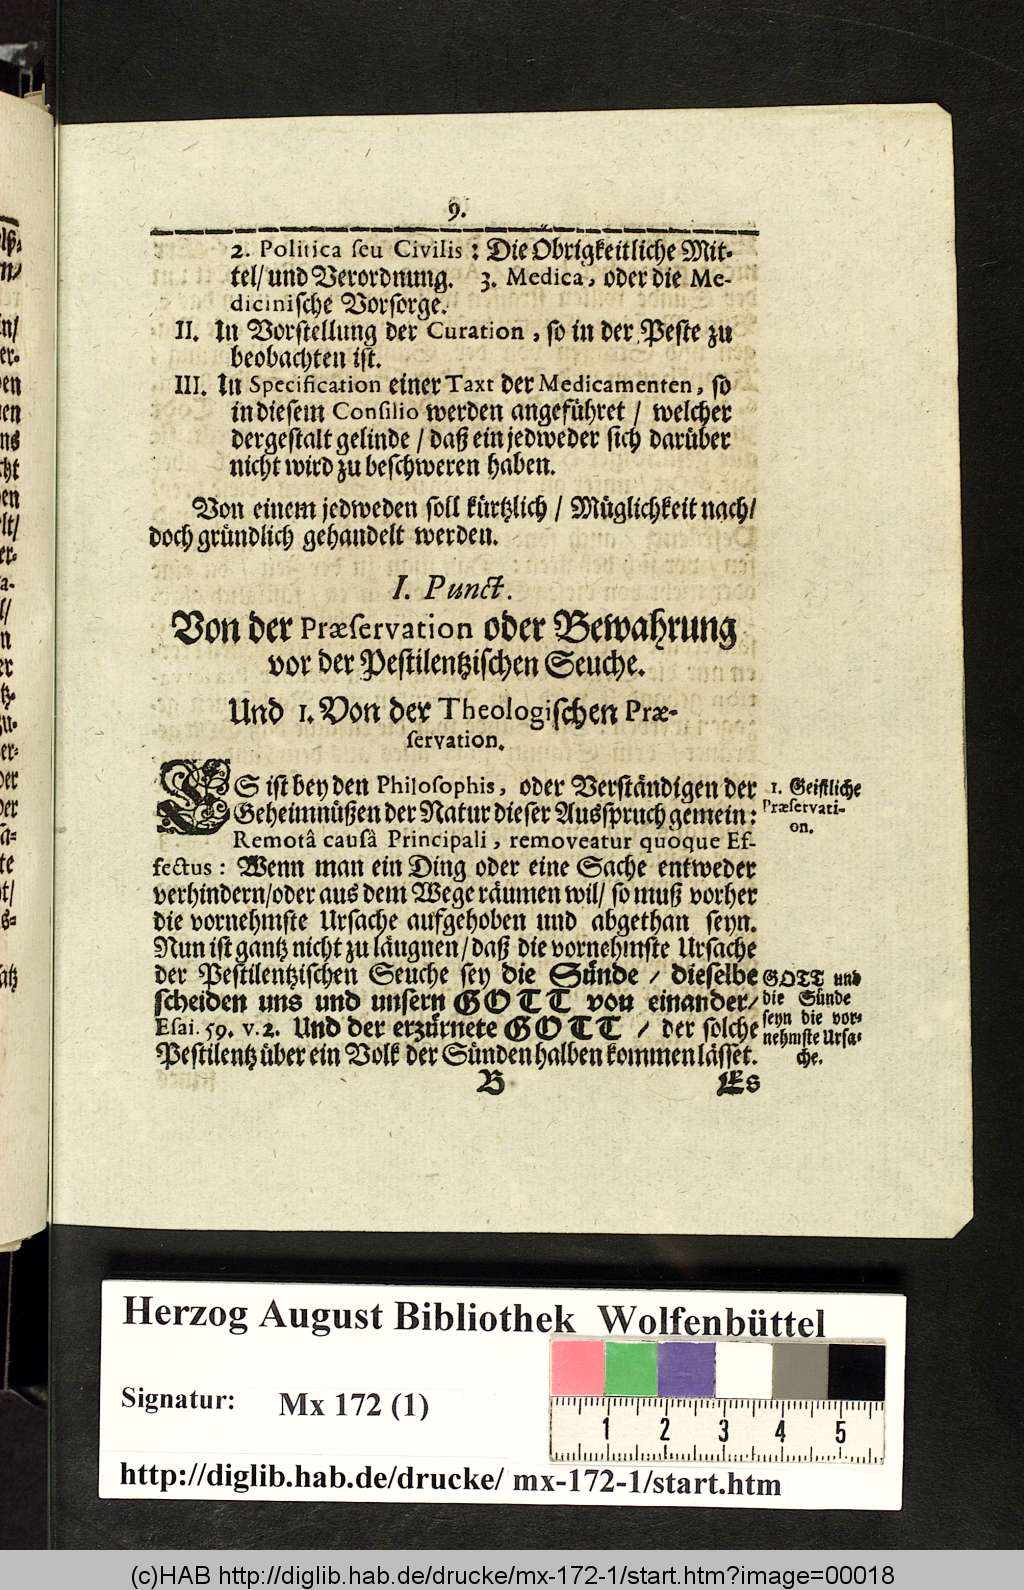 9.
2. Politica ſeu Civilis : Die Obrigkeitliche Mit-
tel/ und Verordnung. 3. Medica, oder die Me-
dicinische Vorsorge.
II. In Vorstellung der Curation, so in der Peste zu
beobachten ist.
III. In Specification einer Taxt der Medicamenten, so
in diesem Conſilio werden angeführet / welcher
dergestalt gelinde / daß ein jedweder sich darüber
nicht wird zu beschweren haben.
Von einem jedweden soll kürtzlich / Müglichkeit nach/
doch gründlich gehandelt werden.
I. Punct.
Von der Præſervation oder Bewahrung
vor der Pestilentzischen Seuche.
Und 1. Von der Theologischen Præ-
ſervation.
ES ist bey den Philoſophis, oder Verständigen der
Geheimnüßen der Natur dieser Ausspruch gemein:
Remotâ cauſâ Principali, removeatur quoque Ef-
fectus: Wenn man ein Ding oder eine Sache entweder
verhindern/oder aus dem Wege räumen wil/ so muß vorher
die vornehmste Ursache aufgehoben und abgethan seyn.
Nun ist gantz nicht zu läugnen/ daß die vornehmste Ursache
der Pestilentzischen Seuche sey die Sünde / dieselbe
scheiden uns und unsern GOTT von einander/
Eſai. 59. v. 2. Und der erzürnete GOTT / der solche
Pestilentz über ein Volk der Sünden halben kommen lässet.
B Es
1. Geistliche
Præſervati-
on.
GOTT und
die Sünde
seyn die vor-
nehmste Ursa-
che.
Herzog August Bibliothek Wolfenbüttel
Signatur: Mx 172 (1)
1 2 3 4 5
http://diglib.hab.de/drucke/ mx-172-1/start.htm
(c)HAB http://diglib.hab.de/drucke/mx-172-1/start.htm?image=00018